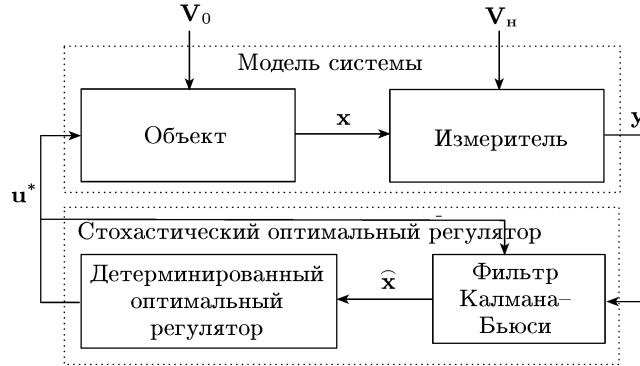 V₀ Vн
Модель системы
Объект
x
Измеритель
y
u*
Стохастический оптимальный регулятор
Детерминированный
оптимальный
регулятор
x̂
Фильтр
Калмана–
Бьюси